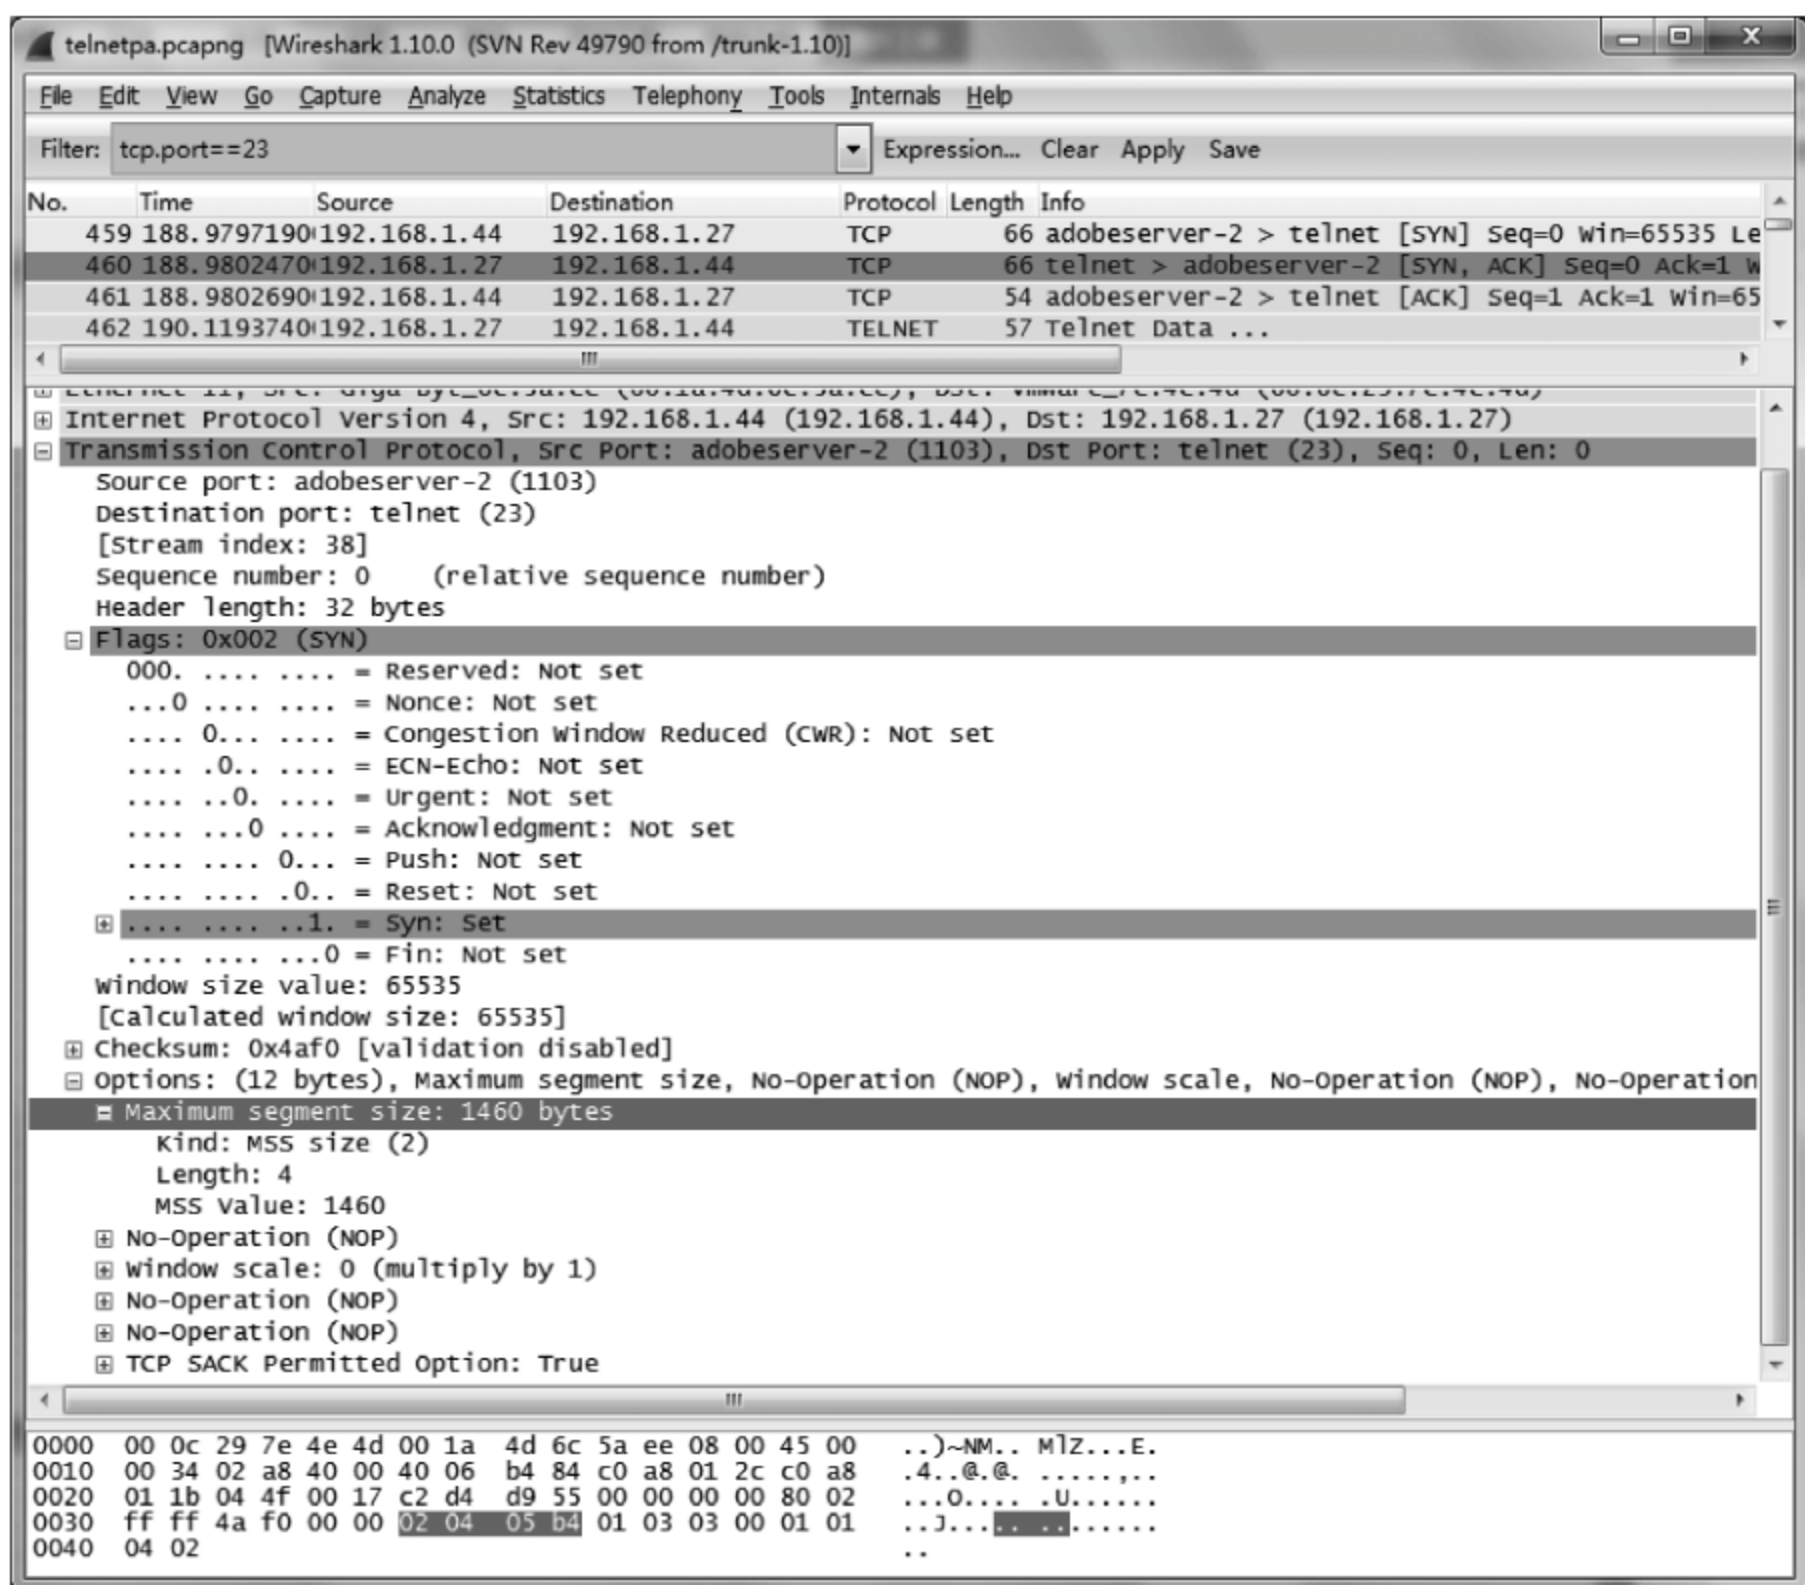 telnetpa.pcapng [Wireshark 1.10.0 (SVN Rev 49790 from /trunk-1.10)]
File Edit View Go Capture Analyze Statistics Telephony Tools Internals Help
Filter: tcp.port==23 Expression... Clear Apply Save
No. Time Source Destination Protocol Length Info
459 188.9797190 192.168.1.44 192.168.1.27 TCP 66 adobeserver-2 > telnet [SYN] Seq=0 Win=65535 Le
460 188.9802470 192.168.1.27 192.168.1.44 TCP 66 telnet > adobeserver-2 [SYN, ACK] Seq=0 Ack=1 W
461 188.9802690 192.168.1.44 192.168.1.27 TCP 54 adobeserver-2 > telnet [ACK] Seq=1 Ack=1 Win=65
462 190.1193740 192.168.1.27 192.168.1.44 TELNET 57 Telnet Data ...
Internet Protocol Version 4, Src: 192.168.1.44 (192.168.1.44), Dst: 192.168.1.27 (192.168.1.27)
Transmission Control Protocol, Src Port: adobeserver-2 (1103), Dst Port: telnet (23), Seq: 0, Len: 0
Source port: adobeserver-2 (1103)
Destination port: telnet (23)
[Stream index: 38]
Sequence number: 0 (relative sequence number)
Header length: 32 bytes
Flags: 0x002 (SYN)
000. .... .... = Reserved: Not set
...0 .... .... = Nonce: Not set
.... 0... .... = Congestion Window Reduced (CWR): Not set
.... .0.. .... = ECN-Echo: Not set
.... ..0. .... = Urgent: Not set
.... ...0 .... = Acknowledgment: Not set
.... .... 0... = Push: Not set
.... .... .0.. = Reset: Not set
.... .... ..1. = Syn: Set
.... .... ...0 = Fin: Not set
Window size value: 65535
[Calculated window size: 65535]
Checksum: 0x4af0 [validation disabled]
Options: (12 bytes), Maximum segment size, No-Operation (NOP), Window scale, No-Operation (NOP), No-Operation
Maximum segment size: 1460 bytes
Kind: MSS size (2)
Length: 4
MSS Value: 1460
No-Operation (NOP)
Window scale: 0 (multiply by 1)
No-Operation (NOP)
No-Operation (NOP)
TCP SACK Permitted Option: True
0000 00 0c 29 7e 4e 4d 00 1a 4d 6c 5a ee 08 00 45 00 ..)~NM.. MlZ...E.
0010 00 34 02 a8 40 00 40 06 b4 84 c0 a8 01 2c c0 a8 .4..@.@. .....,..
0020 01 1b 04 4f 00 17 c2 d4 d9 55 00 00 00 00 80 02 ...O.... .U......
0030 ff ff 4a f0 00 00 02 04 05 b4 01 03 03 00 01 01 ..J..... ........
0040 04 02 ..